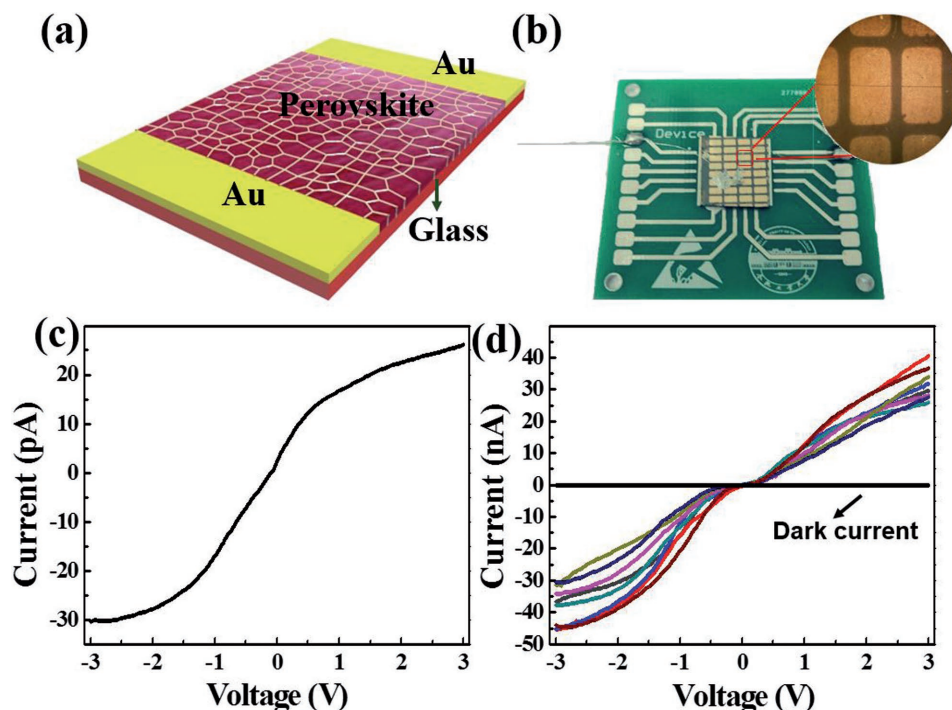 (a)
Au
Perovskite
Au
Glass
(b)
Device
(c)
Current (pA)
20
10
0
-10
-20
-30
-3
-2
-1
0
1
2
3
Voltage (V)
(d)
Current (nA)
40
30
20
10
0
-10
-20
-30
-40
-50
Dark current
-3
-2
-1
0
1
2
3
Voltage (V)